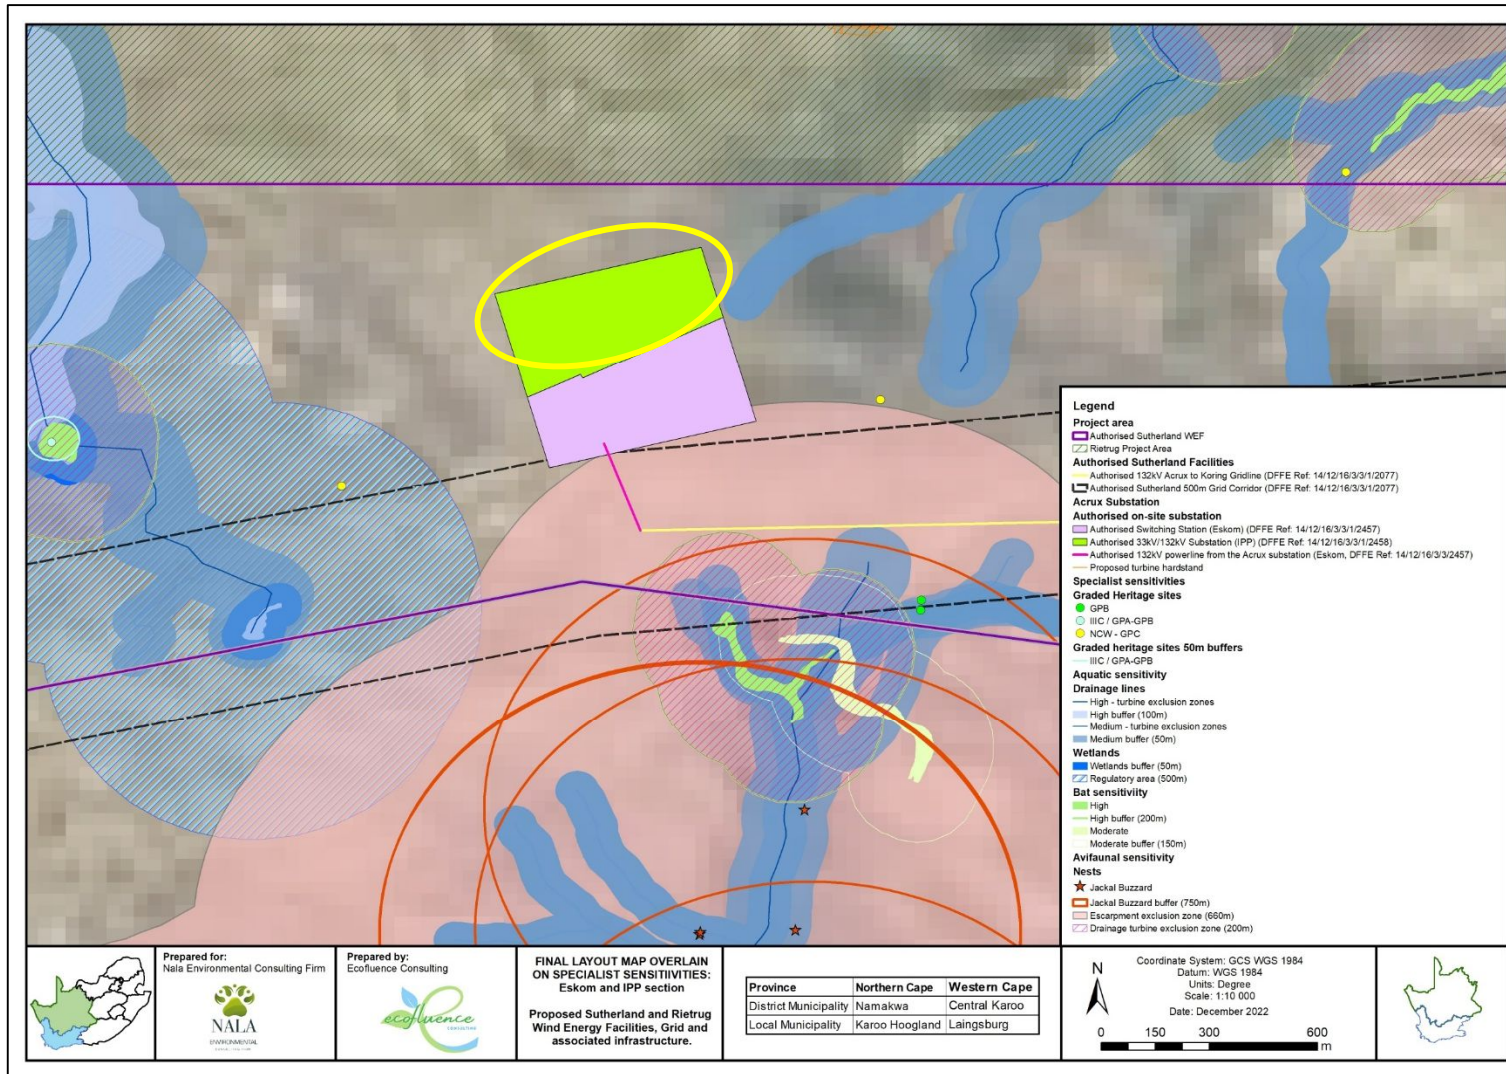 Legend
Project area
Authorised Sutherland WEF
Rietrug Project Area
Authorised Sutherland Facilities
Authorised 132kV Acrux to Koring Gridline (DFFE Ref: 14/12/16/3/3/1/2077)
Authorised Sutherland 500m Grid Corridor (DFFE Ref: 14/12/16/3/3/1/2077)
Acrux Substation
Authorised on-site substation
Authorised Switching Station (Eskom) (DFFE Ref: 14/12/16/3/3/1/2457)
Authorised 33kV/132kV Substation (IPP) (DFFE Ref: 14/12/16/3/3/1/2458)
Authorised 132kV powerline from the Acrux substation (Eskom, DFFE Ref: 14/12/16/3/3/2457)
Proposed turbine hardstand
Specialist sensitivities
Graded Heritage sites
GPB
IIIC / GPA-GPB
NCW - GPC
Graded heritage sites 50m buffers
IIIC / GPA-GPB
Aquatic sensitivity
Drainage lines
High - turbine exclusion zones
High buffer (100m)
Medium - turbine exclusion zones
Medium buffer (50m)
Wetlands
Wetlands buffer (50m)
Regulatory area (500m)
Bat sensitiviity
High
High buffer (200m)
Moderate
Moderate buffer (150m)
Avifaunal sensitivity
Nests
Jackal Buzzard
Jackal Buzzard buffer (750m)
Escarpment exclusion zone (660m)
Drainage turbine exclusion zone (200m)
Prepared for:
Nala Environmental Consulting Firm
NALA
ENVIRONMENTAL
Prepared by:
Ecofluence Consulting
ecofluence
CONSULTING
FINAL LAYOUT MAP OVERLAIN
ON SPECIALIST SENSITIIVITIES:
Eskom and IPP section
Proposed Sutherland and Rietrug
Wind Energy Facilities, Grid and
associated infrastructure.
Province Northern Cape Western Cape
District Municipality Namakwa Central Karoo
Local Municipality Karoo Hoogland Laingsburg
N
Coordinate System: GCS WGS 1984
Datum: WGS 1984
Units: Degree
Scale: 1:10 000
Date: December 2022
0 150 300 600
m